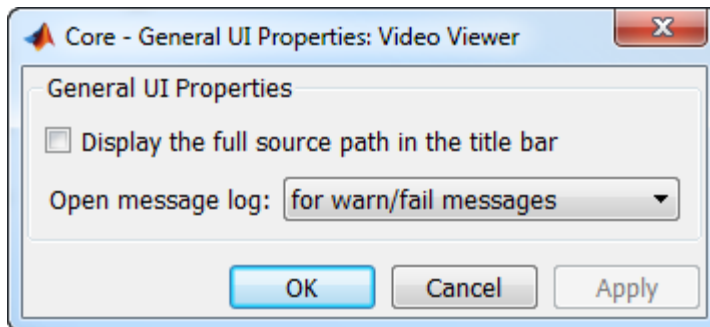 Core - General UI Properties: Video Viewer
General UI Properties
Display the full source path in the title bar
Open message log: for warn/fail messages
OK Cancel Apply